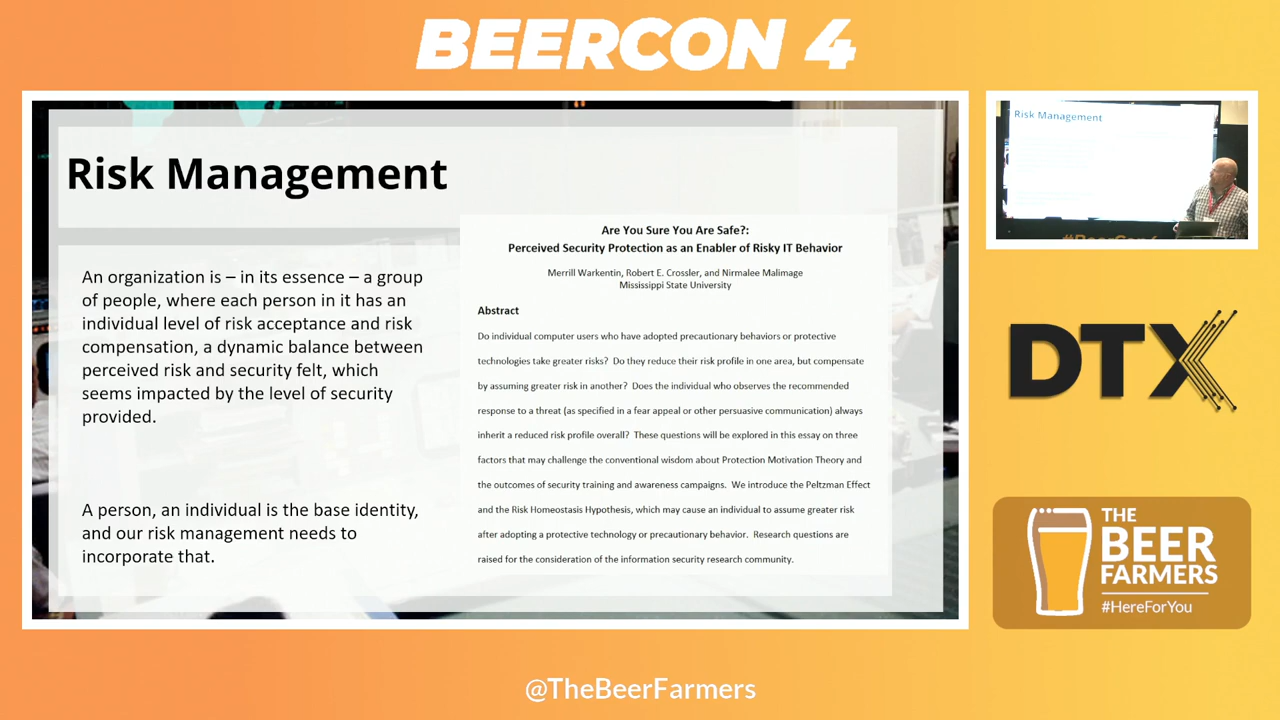 BEERCON 4
Risk Management
An organization is – in its essence – a group
of people, where each person in it has an
individual level of risk acceptance and risk
compensation, a dynamic balance between
perceived risk and security felt, which
seems impacted by the level of security
provided.
A person, an individual is the base identity,
and our risk management needs to
incorporate that.
Are You Sure You Are Safe?:
Perceived Security Protection as an Enabler of Risky IT Behavior
Merrill Warkentin, Robert E. Crossler, and Nirmalee Malimage
Mississippi State University
Abstract
Do individual computer users who have adopted precautionary behaviors or protective
technologies take greater risks? Do they reduce their risk profile in one area, but compensate
by assuming greater risk in another? Does the individual who observes the recommended
response to a threat (as specified in a fear appeal or other persuasive communication) always
inherit a reduced risk profile overall? These questions will be explored in this essay on three
factors that may challenge the conventional wisdom about Protection Motivation Theory and
the outcomes of security training and awareness campaigns. We introduce the Peltzman Effect
and the Risk Homeostasis Hypothesis, which may cause an individual to assume greater risk
after adopting a protective technology or precautionary behavior. Research questions are
raised for the consideration of the information security research community.
Risk Management
DTX
THE
BEER
FARMERS
#HereForYou
@TheBeerFarmers